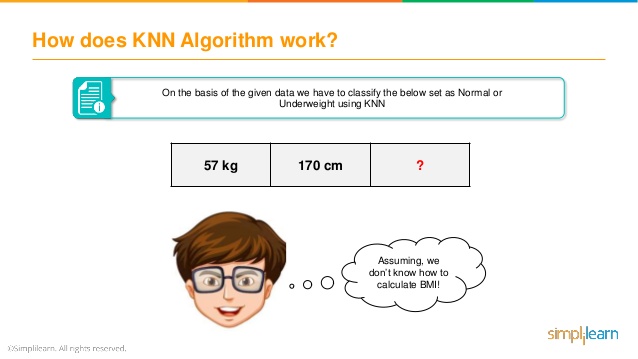 How does KNN Algorithm work?
On the basis of the given data we have to classify the below set as Normal or
Underweight using KNN
57 kg 170 cm ?
Assuming, we
don't know how to
calculate BMI!
simplilearn
©Simplilearn. All rights reserved.